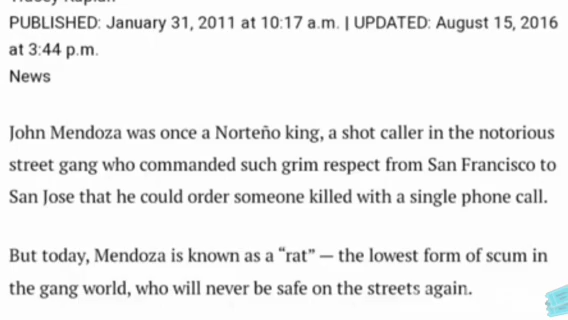 PUBLISHED: January 31, 2011 at 10:17 a.m. | UPDATED: August 15, 2016
at 3:44 p.m.
News
John Mendoza was once a Norteño king, a shot caller in the notorious
street gang who commanded such grim respect from San Francisco to
San Jose that he could order someone killed with a single phone call.
But today, Mendoza is known as a “rat” — the lowest form of scum in
the gang world, who will never be safe on the streets again.